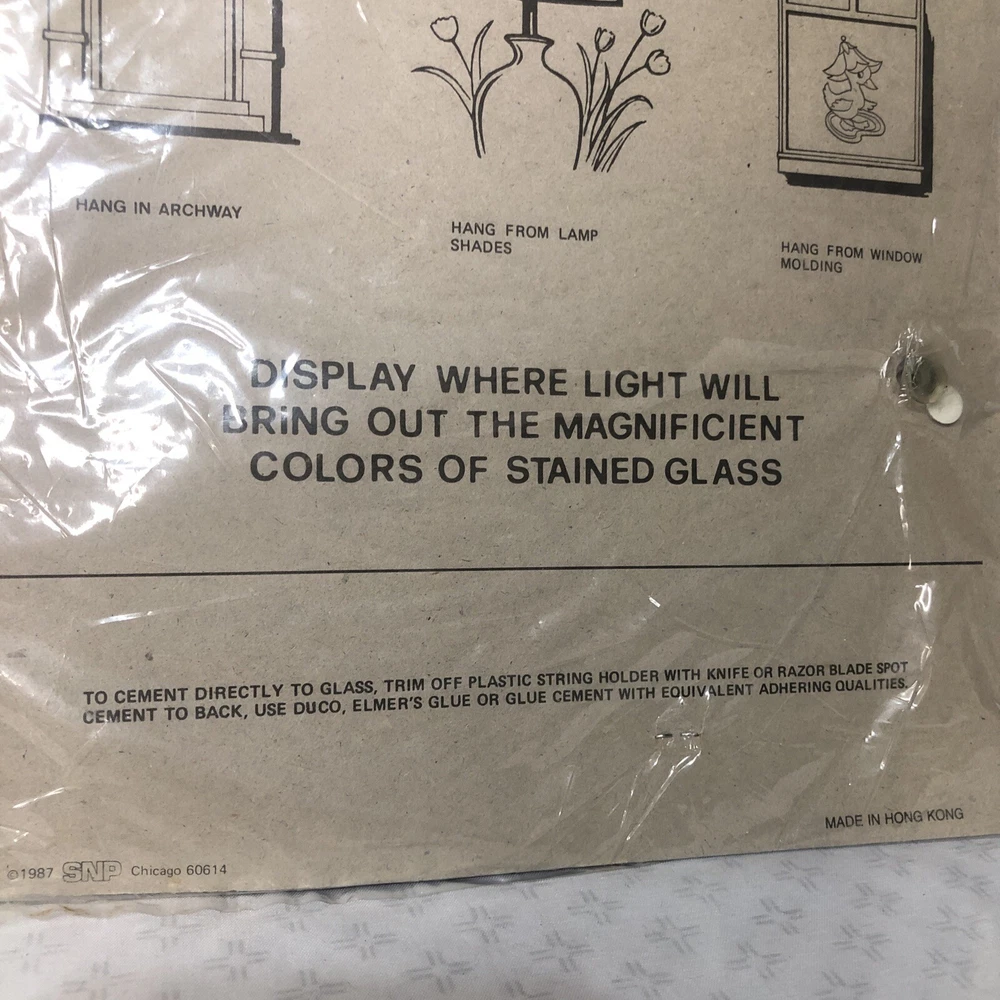 HANG IN ARCHWAY
HANG FROM LAMP
SHADES
HANG FROM WINDOW
MOLDING
DISPLAY WHERE LIGHT WILL
BRiNG OUT THE MAGNIFICIENT
COLORS OF STAINED GLASS
TO CEMENT DIRECTLY TO GLASS, TRIM OFF PLASTIC STRING HOLDER WITH KNIFE OR RAZOR BLADE SPOT
CEMENT TO BACK, USE DUCO, ELMER'S GLUE OR GLUE CEMENT WITH EQUIVALENT ADHERING QUALITIES.
MADE IN HONG KONG
©1987 SNP Chicago 60614